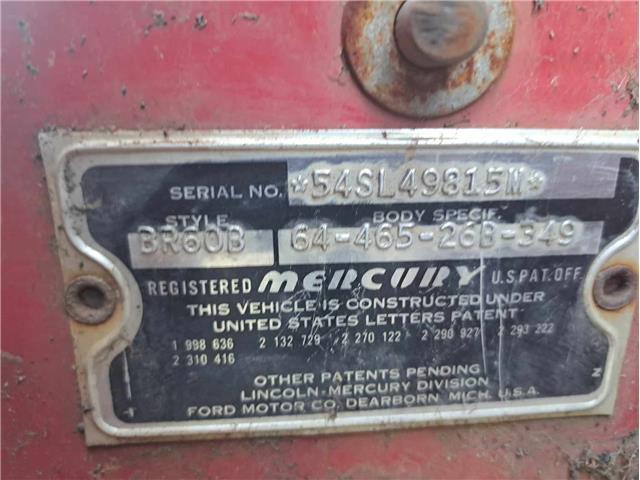 SERIAL NO. *54SL49815M*
STYLE BODY SPECIF.
BR60B 64-465-26B-349
REGISTERED MERCURY U.S.PAT.OFF.
THIS VEHICLE IS CONSTRUCTED UNDER
UNITED STATES LETTERS PATENT
1 998 636 2 132 729 2 270 122 2 290 927 2 293 222
2 310 416
OTHER PATENTS PENDING
LINCOLN-MERCURY DIVISION
FORD MOTOR CO. DEARBORN, MICH. U.S.A.